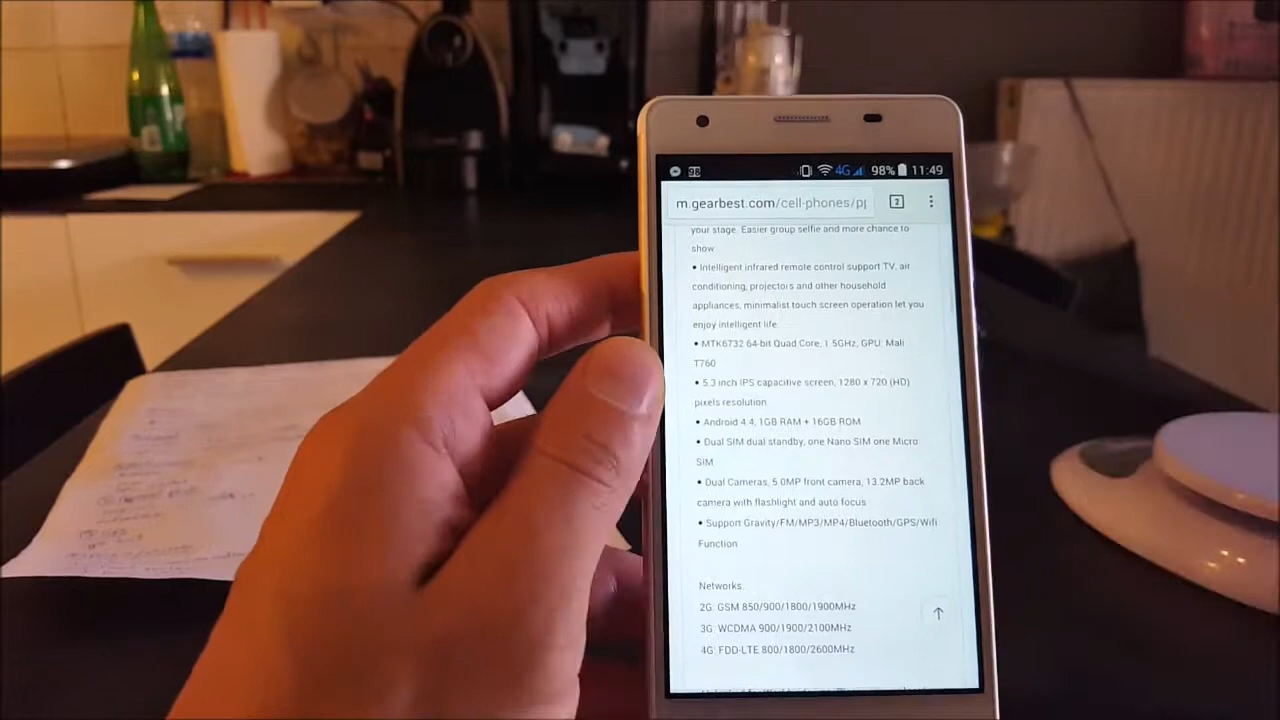 98 4G 98% 11:49
m.gearbest.com/cell-phones/p
2
your stage. Easier group selfie and more chance to
show
• Intelligent infrared remote control support TV, air
conditioning, projectors and other household
appliances, minimalist touch screen operation let you
enjoy intelligent life
• MTK6732 64-bit Quad Core, 1.5GHz; GPU: Mali
T760
• 5.3 inch IPS capacitive screen, 1280 x 720 (HD)
pixels resolution
• Android 4.4, 1GB RAM + 16GB ROM
• Dual SIM dual standby, one Nano SIM one Micro
SIM
• Dual Cameras, 5.0MP front camera, 13.2MP back
camera with flashlight and auto focus
• Support Gravity/FM/MP3/MP4/Bluetooth/GPS/Wifi
Function
Networks
2G: GSM 850/900/1800/1900MHz
3G: WCDMA 900/1900/2100MHz
4G: FDD-LTE 800/1800/2600MHz